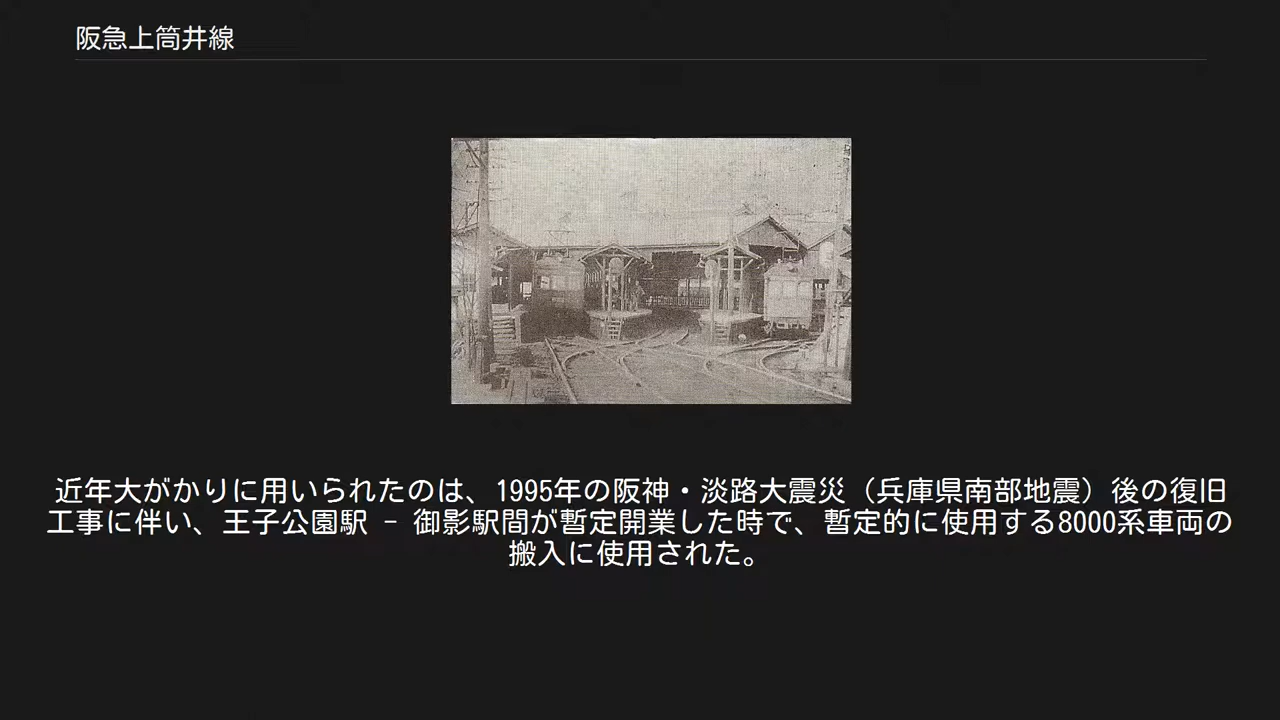 阪急上筒井線
近年大がかりに用いられたのは、1995年の阪神・淡路大震災（兵庫県南部地震）後の復旧
工事に伴い、王子公園駅 - 御影駅間が暫定開業した時で、暫定的に使用する8000系車両の
搬入に使用された。